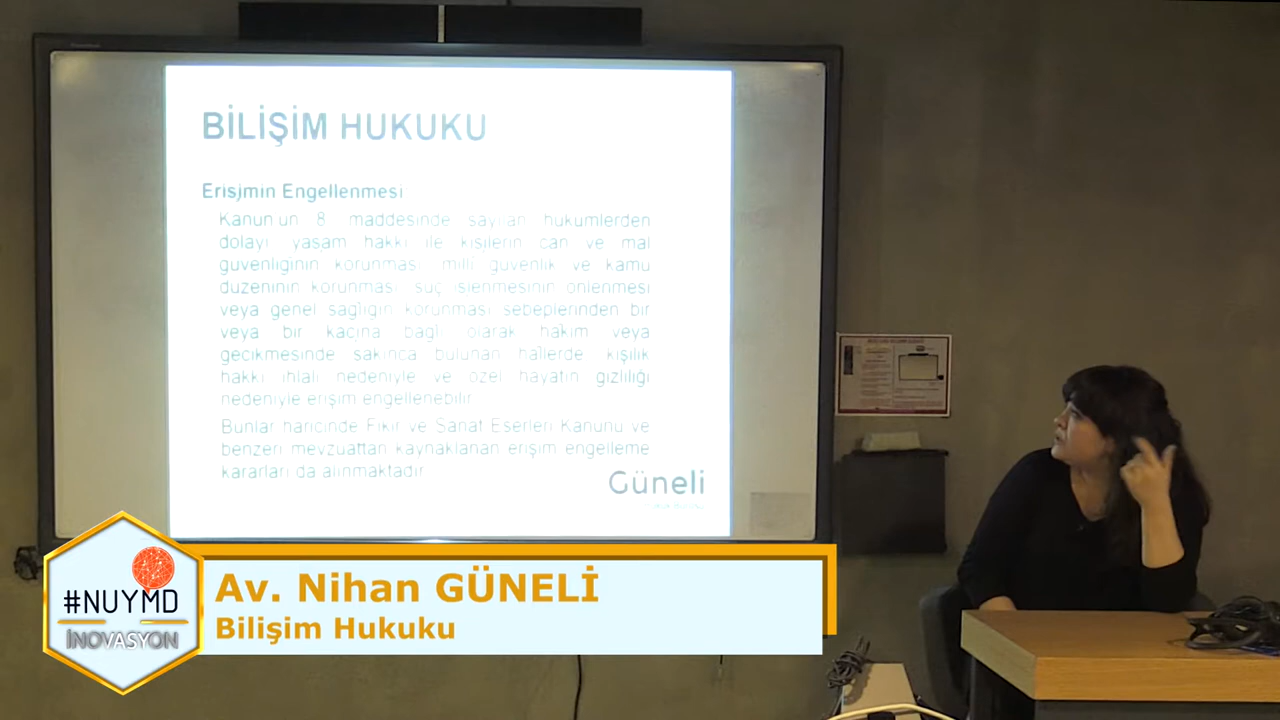 BİLİŞİM HUKUKU
Erişimin Engellenmesi
Kanun'un 8. maddesinde sayılan hükümlerden
dolayı, yaşam hakkı ile kişilerin can ve mal
güvenliğinin korunması, milli güvenlik ve kamu
düzeninin korunması, suç işlenmesinin önlenmesi
veya genel sağlığın korunması sebeplerinden bir
veya bir kaçına bağlı olarak hakim veya
gecikmesinde sakınca bulunan hallerde, kişilik
hakkı ihlali nedeniyle ve özel hayatın gizliliği
nedeniyle erişim engellenebilir.
Bunlar haricinde Fikir ve Sanat Eserleri Kanunu ve
benzeri mevzuattan kaynaklanan erişim engelleme
kararları da alınmaktadır.
Güneli
#NUYMD
İNOVASYON
Av. Nihan GÜNELİ
Bilişim Hukuku